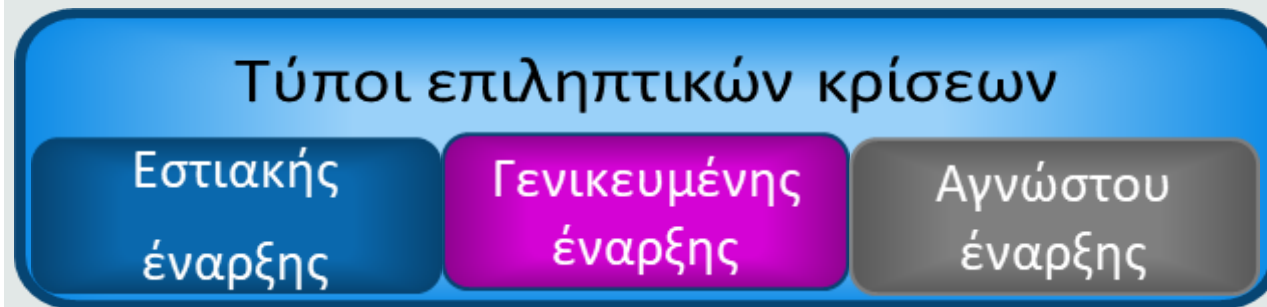 Τύποι επιληπτικών κρίσεων
Εστιακής
έναρξης
Γενικευμένης
έναρξης
Αγνώστου
έναρξης